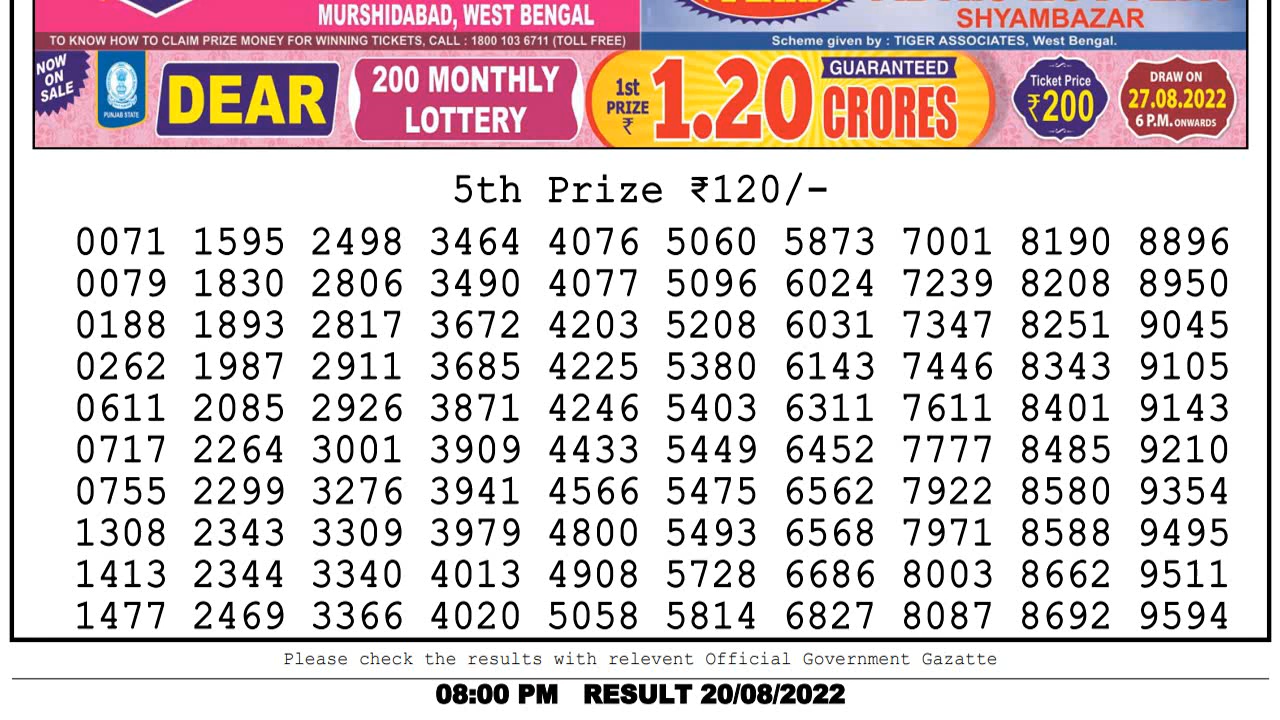 MURSHIDABAD, WEST BENGAL
SHYAMBAZAR
TO KNOW HOW TO CLAIM PRIZE MONEY FOR WINNING TICKETS, CALL : 1800 103 6711 (TOLL FREE)
Scheme given by : TIGER ASSOCIATES, West Bengal.
NOW ON SALE
PUNJAB STATE
DEAR
200 MONTHLY
LOTTERY
1st
PRIZE
₹
1.20
GUARANTEED
CRORES
Ticket Price
₹200
DRAW ON
27.08.2022
6 P.M. ONWARDS
5th Prize ₹120/-
0071 1595 2498 3464 4076 5060 5873 7001 8190 8896
0079 1830 2806 3490 4077 5096 6024 7239 8208 8950
0188 1893 2817 3672 4203 5208 6031 7347 8251 9045
0262 1987 2911 3685 4225 5380 6143 7446 8343 9105
0611 2085 2926 3871 4246 5403 6311 7611 8401 9143
0717 2264 3001 3909 4433 5449 6452 7777 8485 9210
0755 2299 3276 3941 4566 5475 6562 7922 8580 9354
1308 2343 3309 3979 4800 5493 6568 7971 8588 9495
1413 2344 3340 4013 4908 5728 6686 8003 8662 9511
1477 2469 3366 4020 5058 5814 6827 8087 8692 9594
Please check the results with relevent Official Government Gazatte
08:00 PM RESULT 20/08/2022